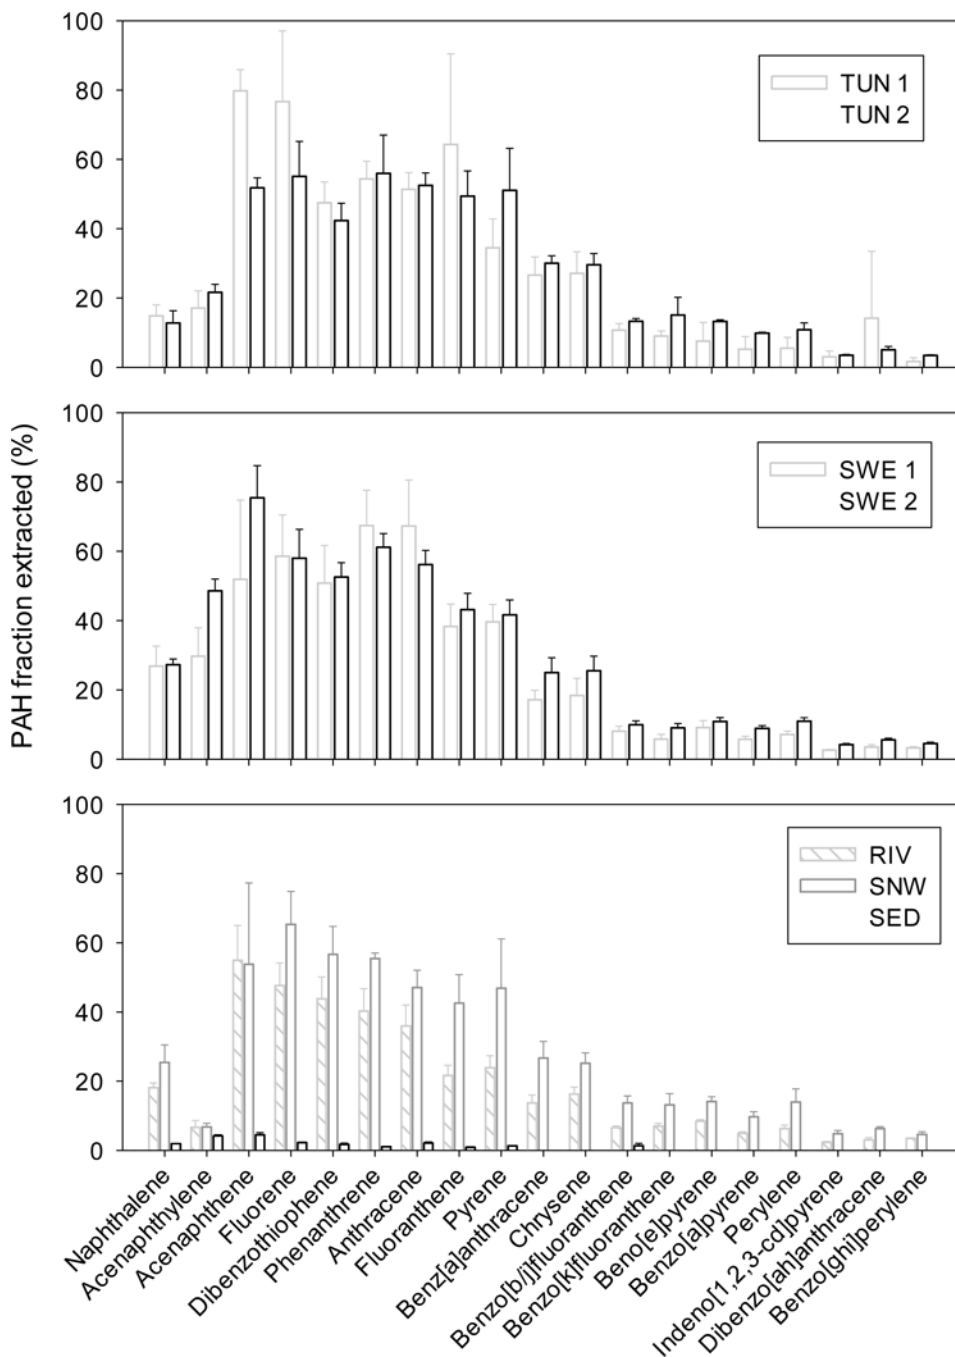 PAH fraction extracted (%)
100
80
60
40
20
0
TUN 1
TUN 2
100
80
60
40
20
0
SWE 1
SWE 2
100
80
60
40
20
0
RIV
SNW
SED
Naphthalene
Acenaphthylene
Acenaphthene
Fluorene
Dibenzothiophene
Phenanthrene
Anthracene
Fluoranthene
Pyrene
Benz[a]anthracene
Chrysene
Benzo[b/j]fluoranthene
Benzo[k]fluoranthene
Beno[e]pyrene
Benzo[a]pyrene
Perylene
Indeno[1,2,3-cd]pyrene
Dibenzo[ah]anthracene
Benzo[ghi]perylene